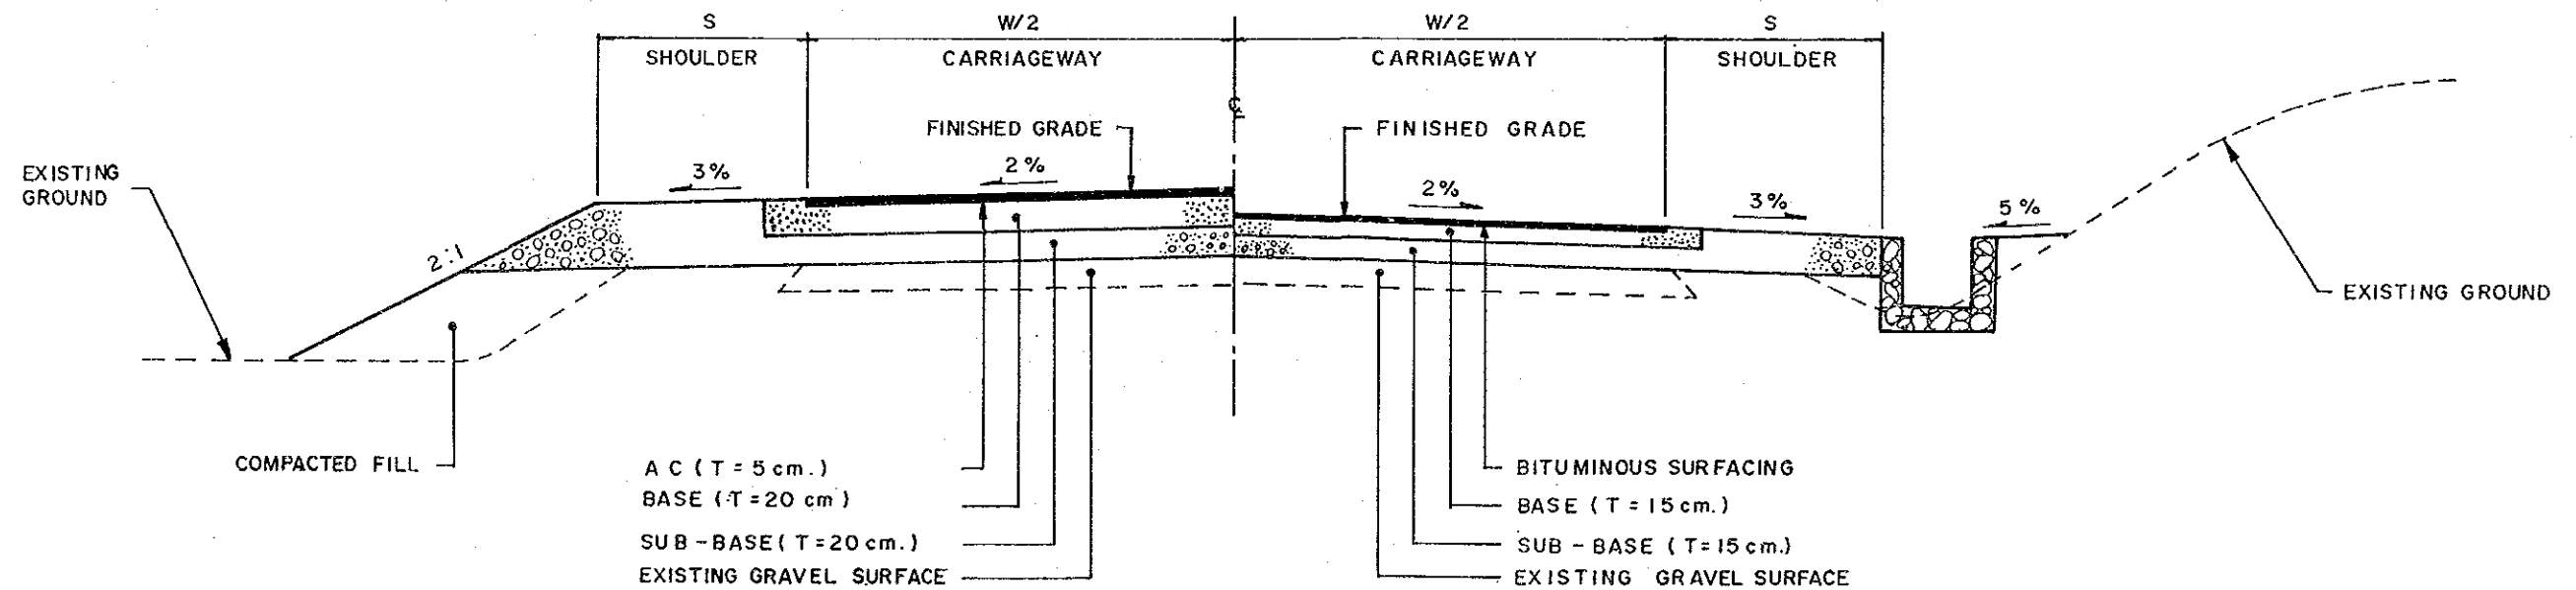 S W/2 W/2 S
SHOULDER CARRIAGEWAY CARRIAGEWAY SHOULDER
℄
FINISHED GRADE FINISHED GRADE
EXISTING
GROUND
3% 2% 2% 3% 5%
2:1
EXISTING GROUND
COMPACTED FILL
AC (T = 5 cm.)
BASE (T = 20 cm)
SUB-BASE (T = 20 cm.)
EXISTING GRAVEL SURFACE
BITUMINOUS SURFACING
BASE (T = 15 cm.)
SUB-BASE (T = 15 cm.)
EXISTING GRAVEL SURFACE